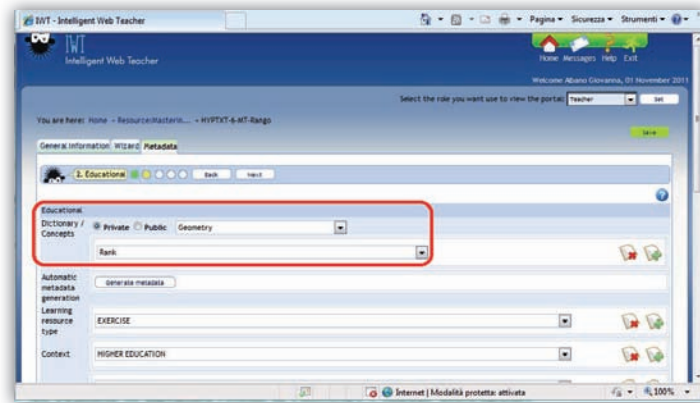 IWT - Intelligent Web Teacher
Pagina Sicurezza Strumenti
IWT
Intelligent Web Teacher
Home Messages Help Exit
Welcome Albano Giovanna, 01 November 2011
Select the role you want use to view the portal: Teacher Set
You are here: Home - Resource:Masterin... - HYPTXT-6-MT-Rango
Save
General Information Wizard Metadata
2. Educational Back Next
Educational
Dictionary / Concepts Private Public Geometry
Rank
Automatic metadata generation Generate metadata
Learning resource type EXERCISE
Context HIGHER EDUCATION
Internet | Modalità protetta: attivata 100%